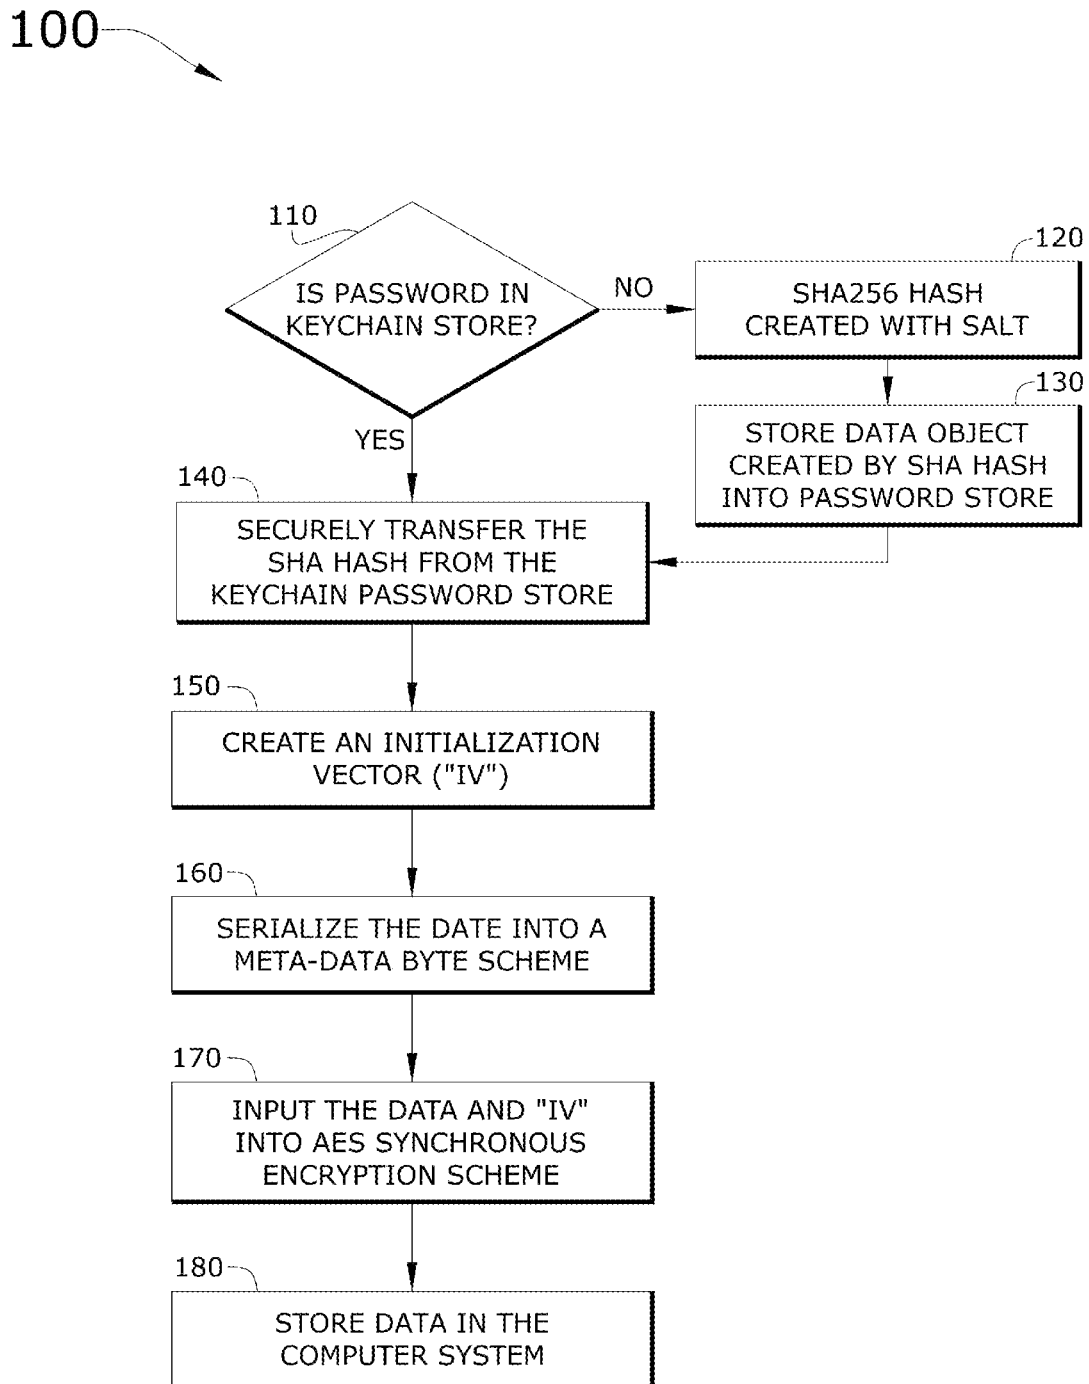 100
110
IS PASSWORD IN
KEYCHAIN STORE?
NO
120
SHA256 HASH
CREATED WITH SALT
130
STORE DATA OBJECT
CREATED BY SHA HASH
INTO PASSWORD STORE
YES
140
SECURELY TRANSFER THE
SHA HASH FROM THE
KEYCHAIN PASSWORD STORE
150
CREATE AN INITIALIZATION
VECTOR ("IV")
160
SERIALIZE THE DATE INTO A
META-DATA BYTE SCHEME
170
INPUT THE DATA AND "IV"
INTO AES SYNCHRONOUS
ENCRYPTION SCHEME
180
STORE DATA IN THE
COMPUTER SYSTEM